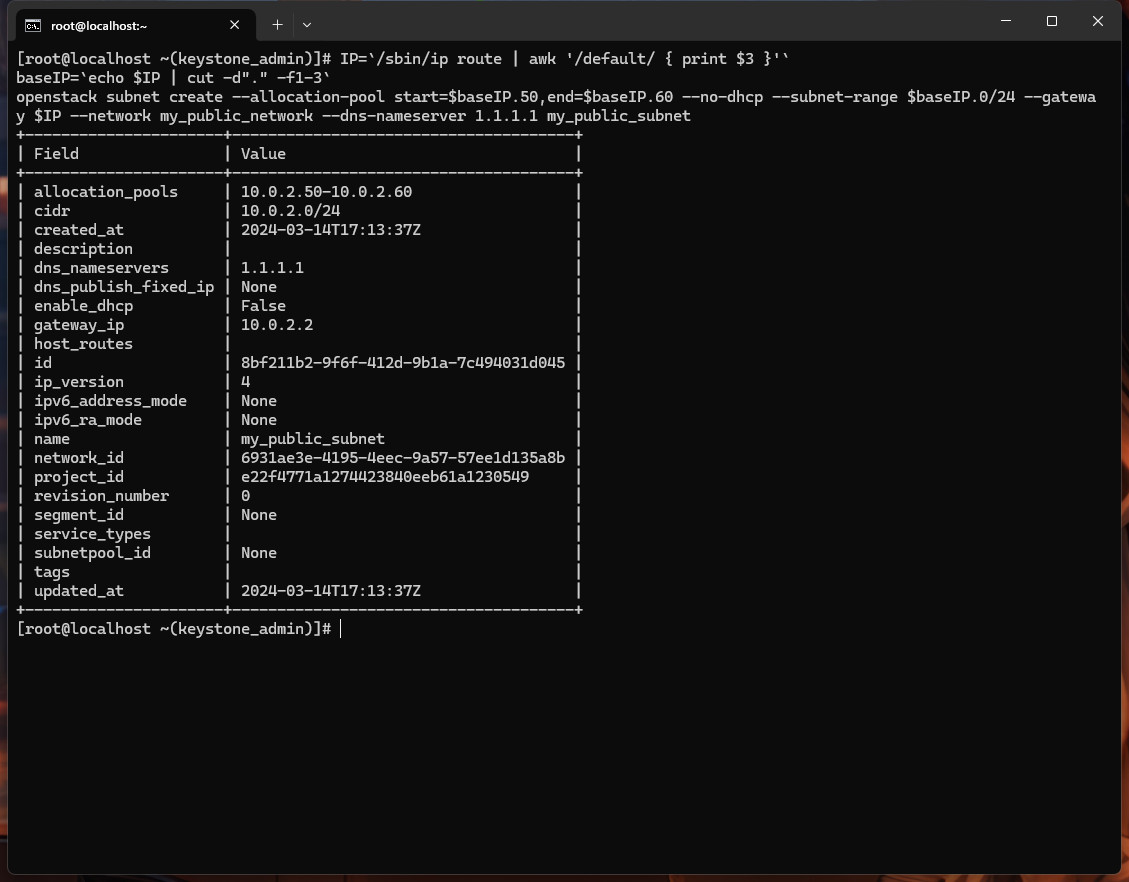 root@localhost:~
[root@localhost ~(keystone_admin)]# IP=`/sbin/ip route | awk '/default/ { print $3 }'`
baseIP=`echo $IP | cut -d"." -f1-3`
openstack subnet create --allocation-pool start=$baseIP.50,end=$baseIP.60 --no-dhcp --subnet-range $baseIP.0/24 --gatewa
y $IP --network my_public_network --dns-nameserver 1.1.1.1 my_public_subnet
+----------------------+--------------------------------------+
| Field                | Value                                |
+----------------------+--------------------------------------+
| allocation_pools     | 10.0.2.50-10.0.2.60                  |
| cidr                 | 10.0.2.0/24                          |
| created_at           | 2024-03-14T17:13:37Z                 |
| description          |                                      |
| dns_nameservers      | 1.1.1.1                              |
| dns_publish_fixed_ip | None                                 |
| enable_dhcp          | False                                |
| gateway_ip           | 10.0.2.2                             |
| host_routes          |                                      |
| id                   | 8bf211b2-9f6f-412d-9b1a-7c494031d045 |
| ip_version           | 4                                    |
| ipv6_address_mode    | None                                 |
| ipv6_ra_mode         | None                                 |
| name                 | my_public_subnet                     |
| network_id           | 6931ae3e-4195-4eec-9a57-57ee1d135a8b |
| project_id           | e22f4771a1274423840eeb61a1230549     |
| revision_number      | 0                                    |
| segment_id           | None                                 |
| service_types        |                                      |
| subnetpool_id        | None                                 |
| tags                 |                                      |
| updated_at           | 2024-03-14T17:13:37Z                 |
+----------------------+--------------------------------------+
[root@localhost ~(keystone_admin)]#